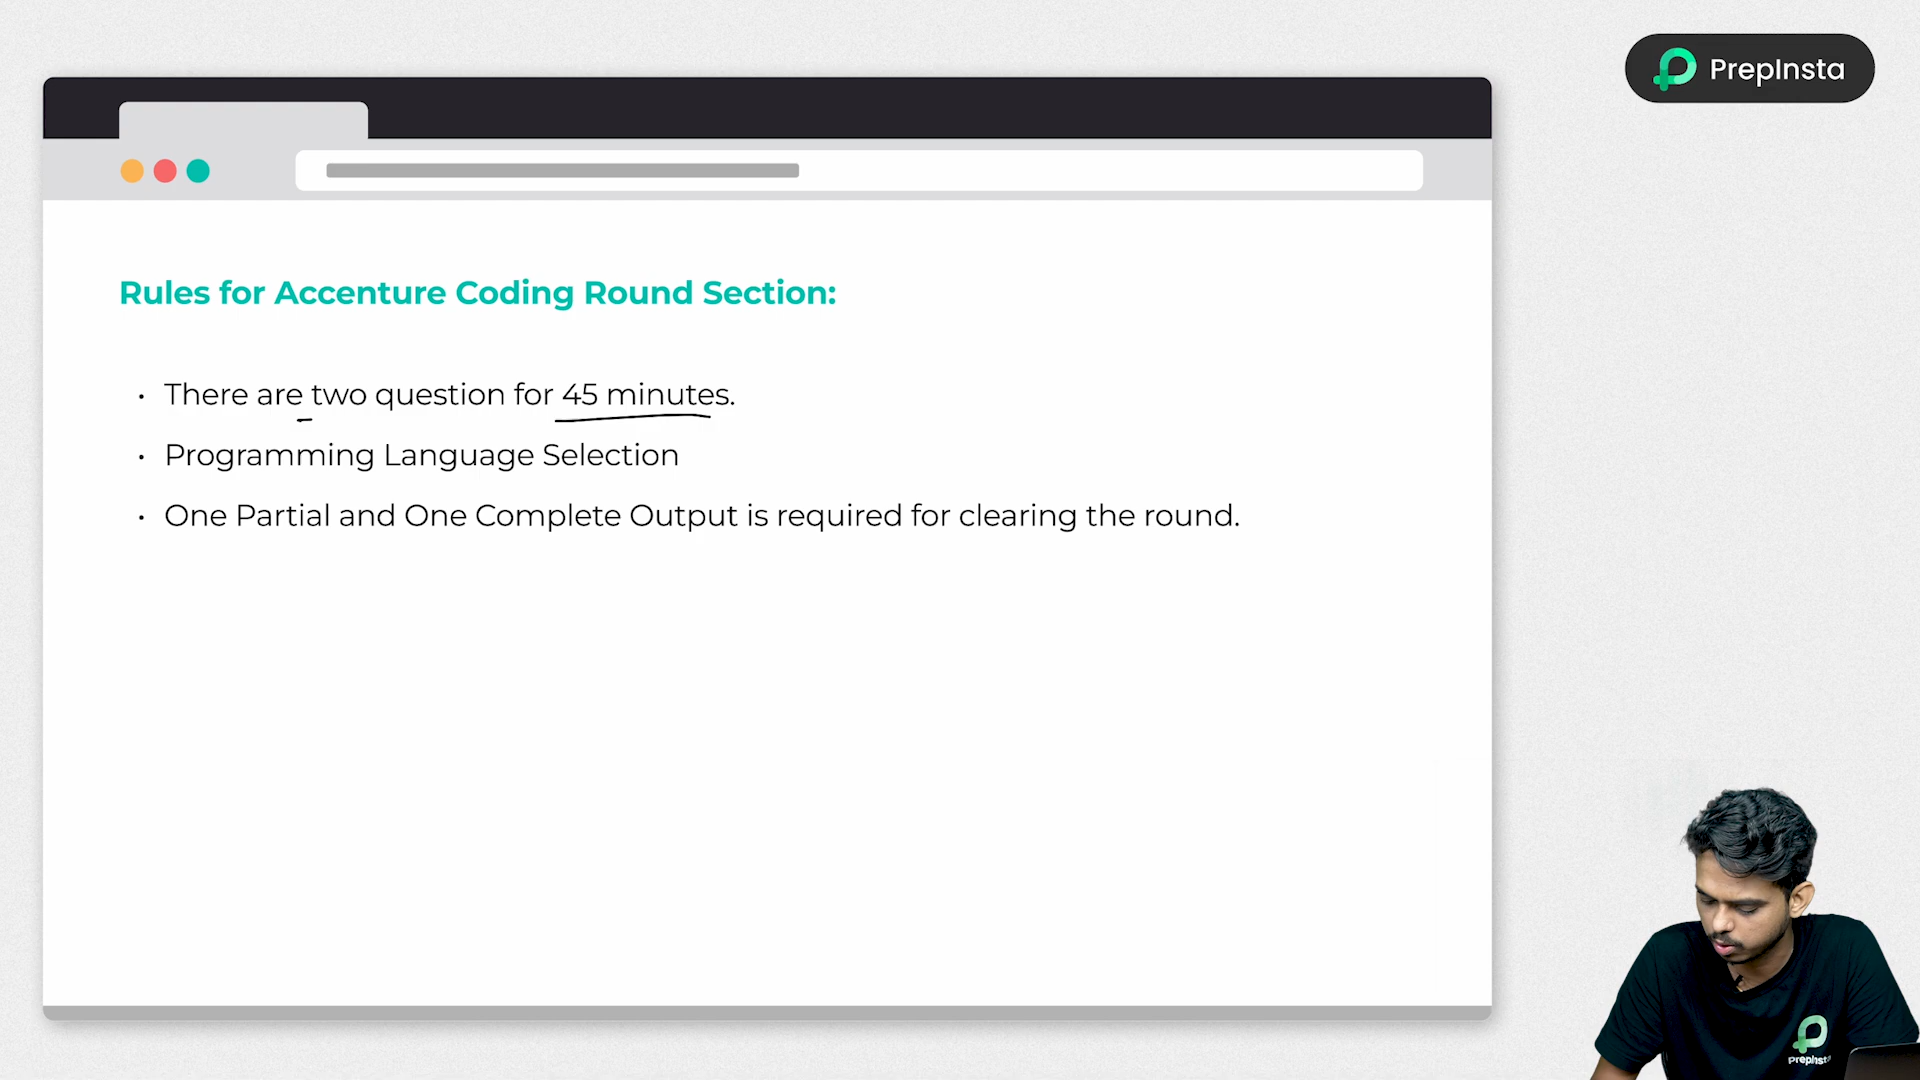 PrepInsta
Rules for Accenture Coding Round Section:
• There are two question for 45 minutes.
• Programming Language Selection
• One Partial and One Complete Output is required for clearing the round.
PrepInsta